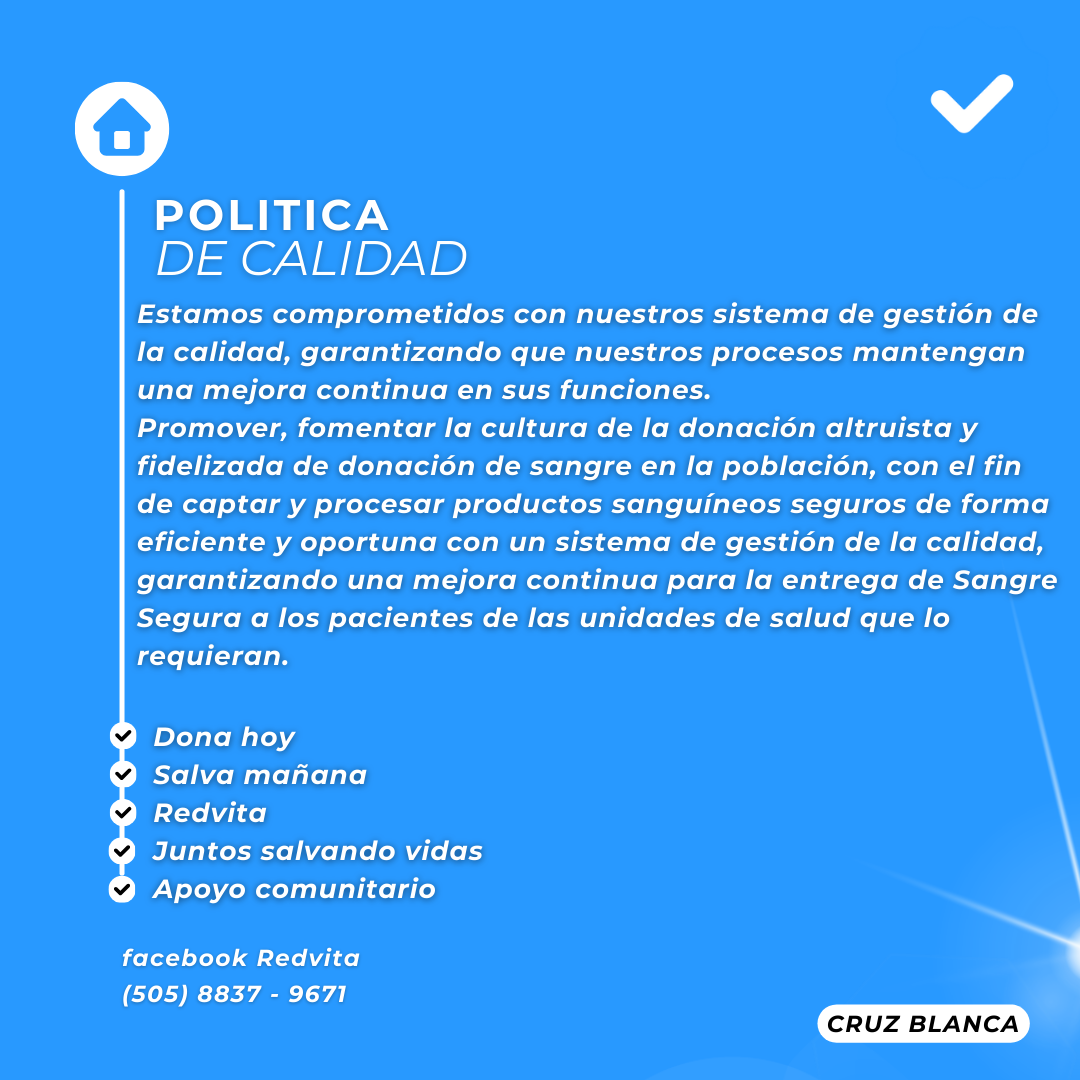 POLITICA
DE CALIDAD
Estamos comprometidos con nuestros sistema de gestión de
la calidad, garantizando que nuestros procesos mantengan
una mejora continua en sus funciones.
Promover, fomentar la cultura de la donación altruista y
fidelizada de donación de sangre en la población, con el fin
de captar y procesar productos sanguíneos seguros de forma
eficiente y oportuna con un sistema de gestión de la calidad,
garantizando una mejora continua para la entrega de Sangre
Segura a los pacientes de las unidades de salud que lo
requieran.
Dona hoy
Salva mañana
Redvita
Juntos salvando vidas
Apoyo comunitario
facebook Redvita
(505) 8837 - 9671
CRUZ BLANCA